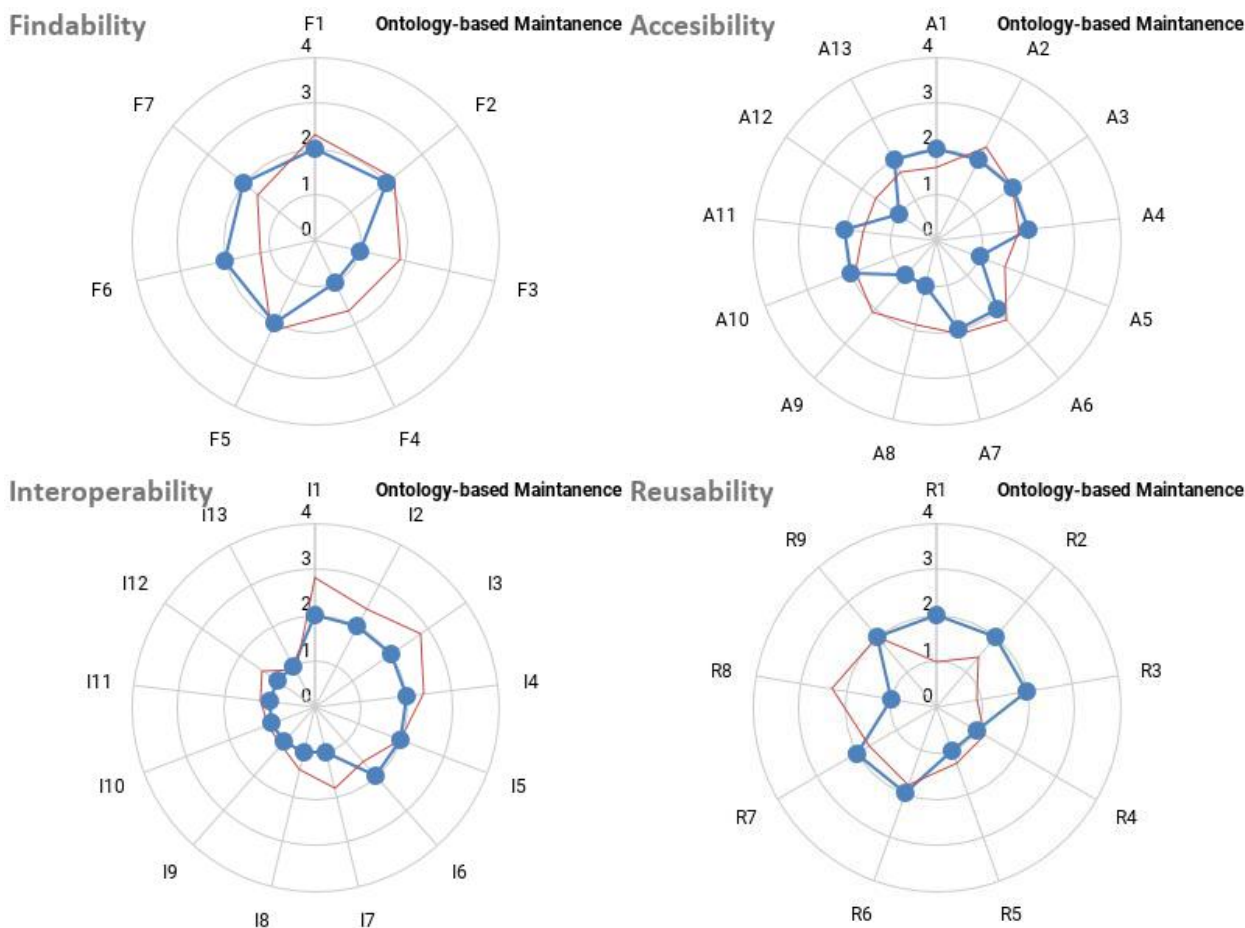 Findability
Ontology-based Maintanence
F1
4
3
2
1
0
F2
F3
F4
F5
F6
F7
Accesibility
Ontology-based Maintanence
A1
4
3
2
1
0
A2
A3
A4
A5
A6
A7
A8
A9
A10
A11
A12
A13
Interoperability
Ontology-based Maintanence
I1
4
3
2
1
0
I2
I3
I4
I5
I6
I7
I8
I9
I10
I11
I12
I13
Reusability
Ontology-based Maintanence
R1
4
3
2
1
0
R2
R3
R4
R5
R6
R7
R8
R9